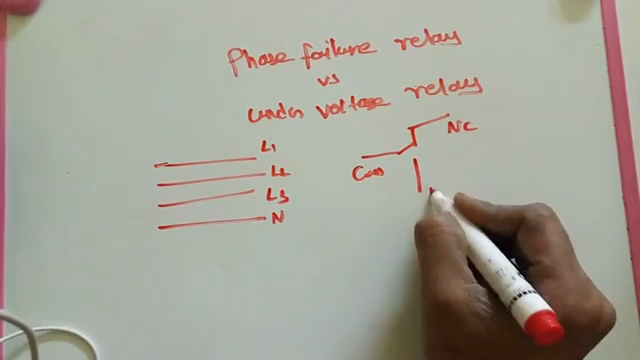 Phase failure relay
vs
under voltage relay
L1
L2
L3
N
Com
NC